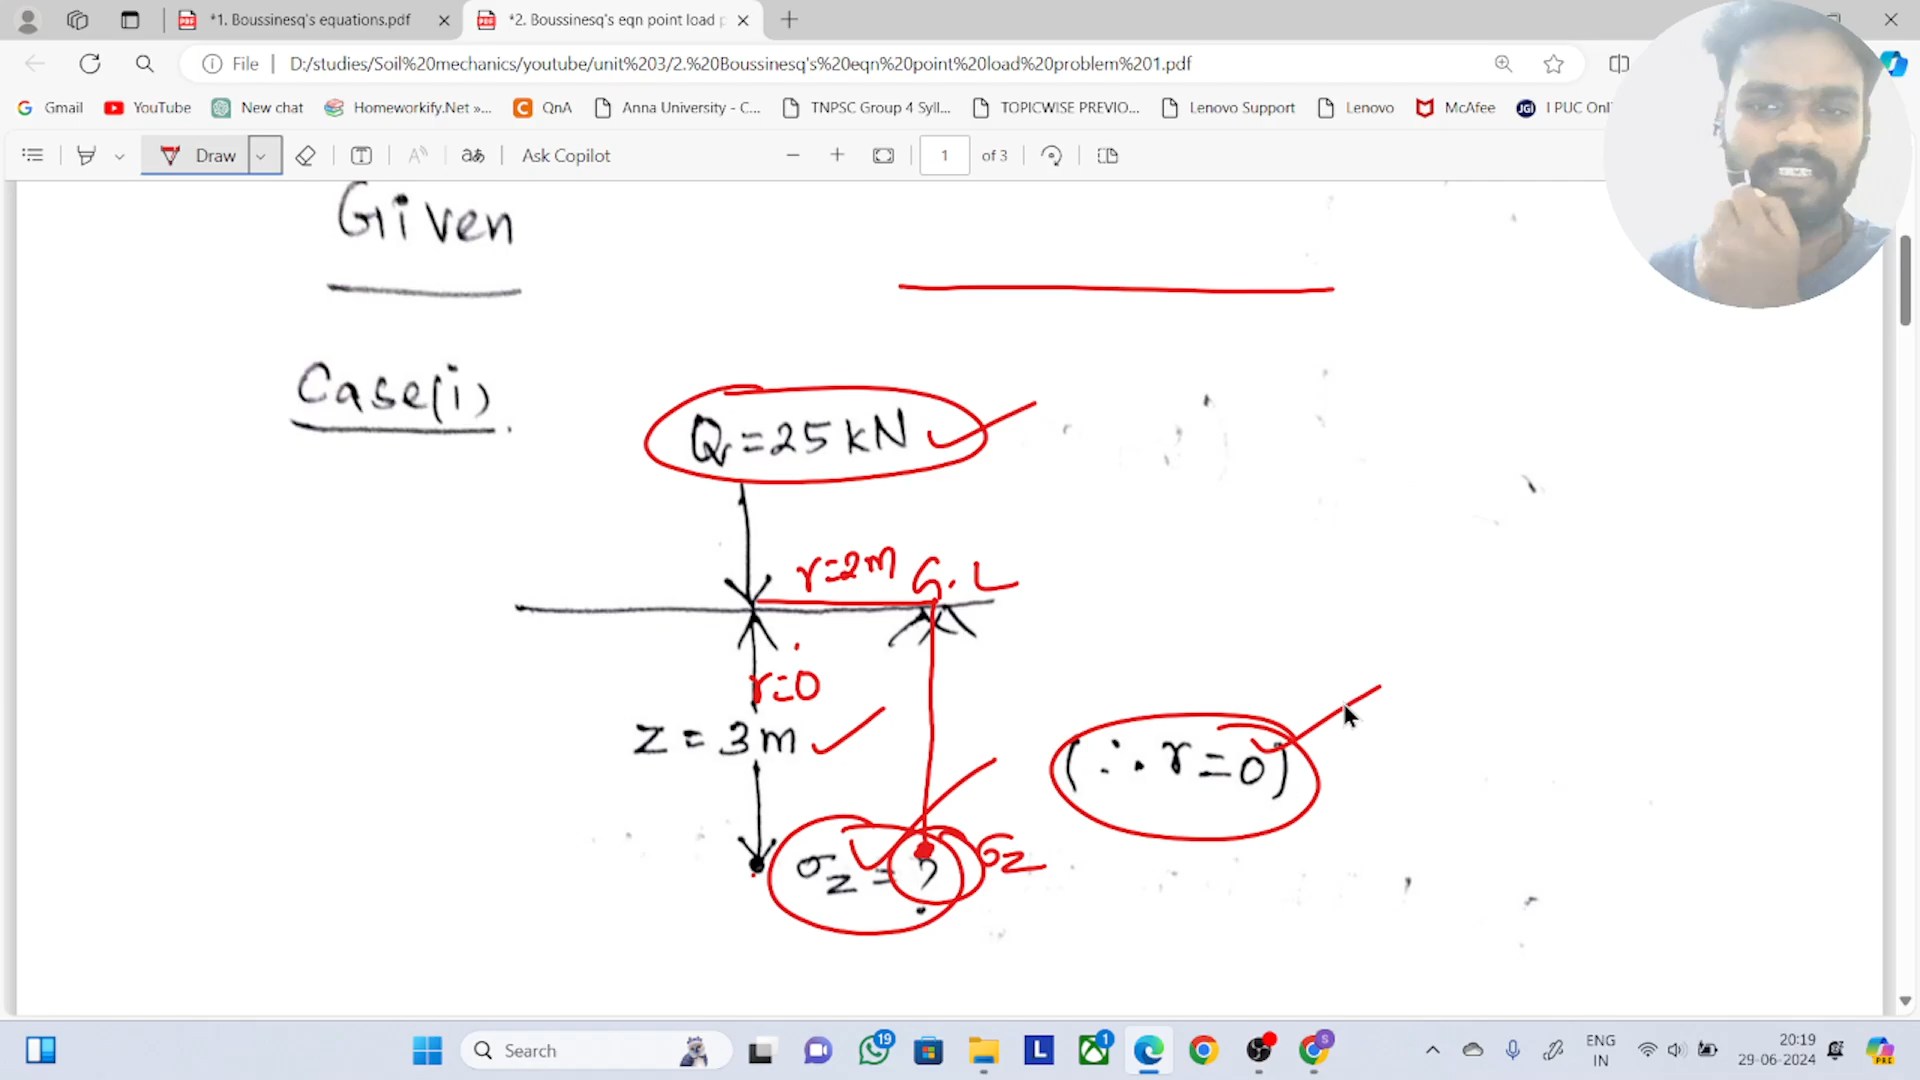 *1. Boussinesq's equations.pdf
*2. Boussinesq's eqn point load p
File
D:/studies/Soil%20mechanics/youtube/unit%203/2.%20Boussinesq's%20eqn%20point%20load%20problem%201.pdf
Gmail
YouTube
New chat
Homeworkify.Net »...
QnA
Anna University - C...
TNPSC Group 4 Syll...
TOPICWISE PREVIO...
Lenovo Support
Lenovo
McAfee
I PUC Onl
Draw
Ask Copilot
1 of 3
Given
Case(i)
Q = 25 kN
r=2m G.L
r=0
z = 3m
(∴ r = 0)
σz = ? σz
Search
19
1
ENG
IN
20:19
29-06-2024